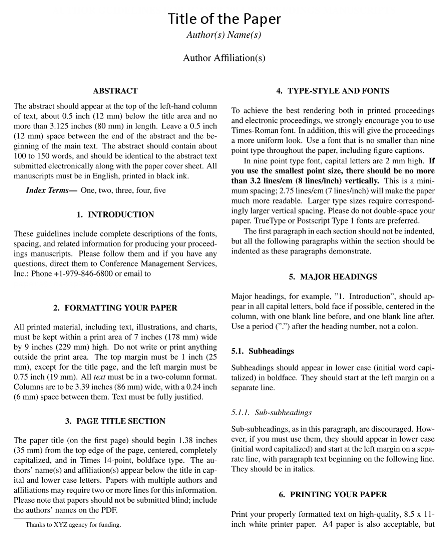 Title of the Paper
Author(s) Name(s)
Author Affiliation(s)
ABSTRACT
The abstract should appear at the top of the left-hand column
of text, about 0.5 inch (12 mm) below the title area and no
more than 3.125 inches (80 mm) in length. Leave a 0.5 inch
(12 mm) space between the end of the abstract and the be-
ginning of the main text. The abstract should contain about
100 to 150 words, and should be identical to the abstract text
submitted electronically along with the paper cover sheet. All
manuscripts must be in English, printed in black ink.
Index Terms— One, two, three, four, five
1. INTRODUCTION
These guidelines include complete descriptions of the fonts,
spacing, and related information for producing your proceed-
ings manuscripts. Please follow them and if you have any
questions, direct them to Conference Management Services,
Inc.: Phone +1-979-846-6800 or email to
2. FORMATTING YOUR PAPER
All printed material, including text, illustrations, and charts,
must be kept within a print area of 7 inches (178 mm) wide
by 9 inches (229 mm) high. Do not write or print anything
outside the print area. The top margin must be 1 inch (25
mm), except for the title page, and the left margin must be
0.75 inch (19 mm). All text must be in a two-column format.
Columns are to be 3.39 inches (86 mm) wide, with a 0.24 inch
(6 mm) space between them. Text must be fully justified.
3. PAGE TITLE SECTION
The paper title (on the first page) should begin 1.38 inches
(35 mm) from the top edge of the page, centered, completely
capitalized, and in Times 14-point, boldface type. The au-
thors' name(s) and affiliation(s) appear below the title in cap-
ital and lower case letters. Papers with multiple authors and
affiliations may require two or more lines for this information.
Please note that papers should not be submitted blind; include
the authors' names on the PDF.
Thanks to XYZ agency for funding.
4. TYPE-STYLE AND FONTS
To achieve the best rendering both in printed proceedings
and electronic proceedings, we strongly encourage you to use
Times-Roman font. In addition, this will give the proceedings
a more uniform look. Use a font that is no smaller than nine
point type throughout the paper, including figure captions.
In nine point type font, capital letters are 2 mm high. If
you use the smallest point size, there should be no more
than 3.2 lines/cm (8 lines/inch) vertically. This is a mini-
mum spacing; 2.75 lines/cm (7 lines/inch) will make the paper
much more readable. Larger type sizes require correspond-
ingly larger vertical spacing. Please do not double-space your
paper. TrueType or Postscript Type 1 fonts are preferred.
The first paragraph in each section should not be indented,
but all the following paragraphs within the section should be
indented as these paragraphs demonstrate.
5. MAJOR HEADINGS
Major headings, for example, "1. Introduction", should ap-
pear in all capital letters, bold face if possible, centered in the
column, with one blank line before, and one blank line after.
Use a period (".") after the heading number, not a colon.
5.1. Subheadings
Subheadings should appear in lower case (initial word cap-
italized) in boldface. They should start at the left margin on a
separate line.
5.1.1. Sub-subheadings
Sub-subheadings, as in this paragraph, are discouraged. How-
ever, if you must use them, they should appear in lower case
(initial word capitalized) and start at the left margin on a sepa-
rate line, with paragraph text beginning on the following line.
They should be in italics.
6. PRINTING YOUR PAPER
Print your properly formatted text on high-quality, 8.5 x 11-
inch white printer paper. A4 paper is also acceptable, but